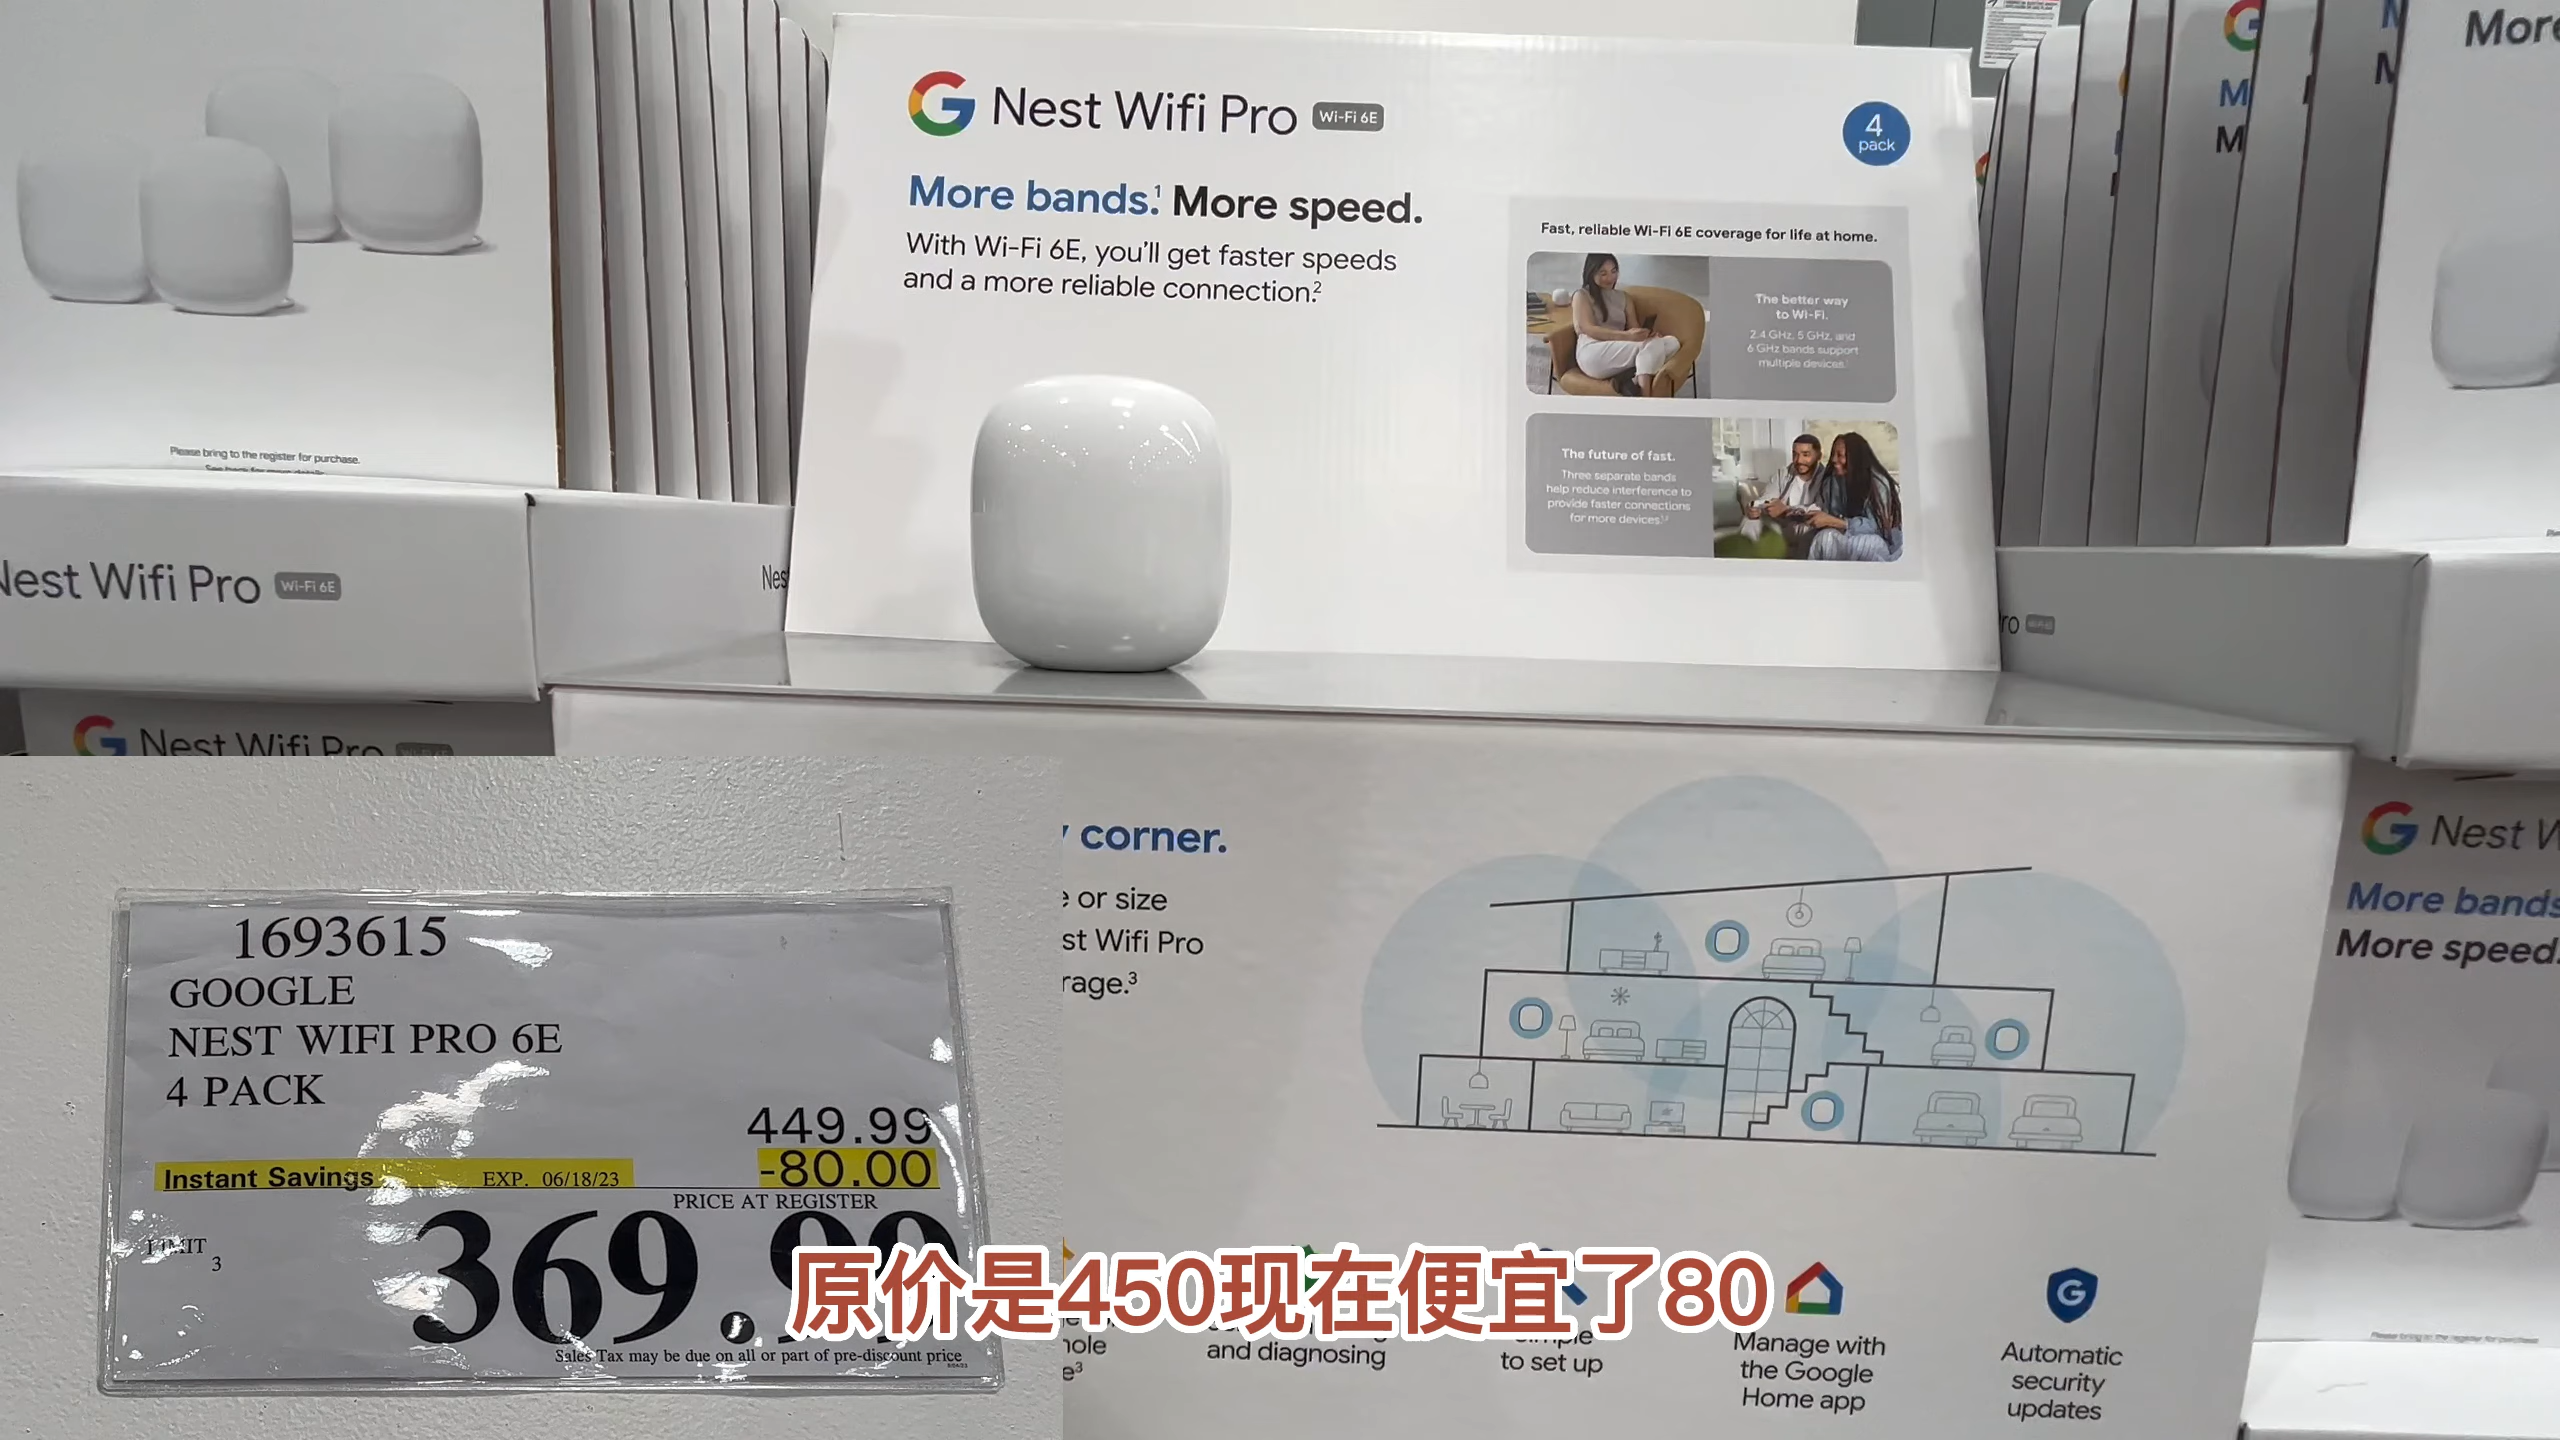 Please bring to the register for purchase.
Nest Wifi Pro Wi-Fi 6E
G Nest Wifi Pro
G Nest Wifi Pro Wi-Fi 6E
4
pack
More bands.¹ More speed.
With Wi-Fi 6E, you'll get faster speeds
and a more reliable connection.²
Fast, reliable Wi-Fi 6E coverage for life at home.
The better way
to Wi-Fi.
2.4 GHz, 5 GHz, and
6 GHz bands support
multiple devices.
The future of fast.
Three separate bands
help reduce interference to
provide faster connections
for more devices.
More
corner.
or size
Wifi Pro
1693615
GOOGLE
NEST WIFI PRO 6E
4 PACK
449.99
Instant Savings EXP. 06/18/23 -80.00
PRICE AT REGISTER
LIMIT
3
369.99
Sales Tax may be due on all or part of pre-discount price
原价是450现在便宜了80
and diagnosing
to set up
Manage with
the Google
Home app
Automatic
security
updates
G Nest
More bands
More speed.